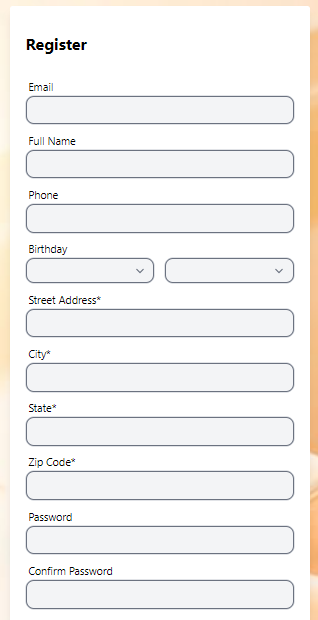 Register
Email
Full Name
Phone
Birthday
Street Address*
City*
State*
Zip Code*
Password
Confirm Password